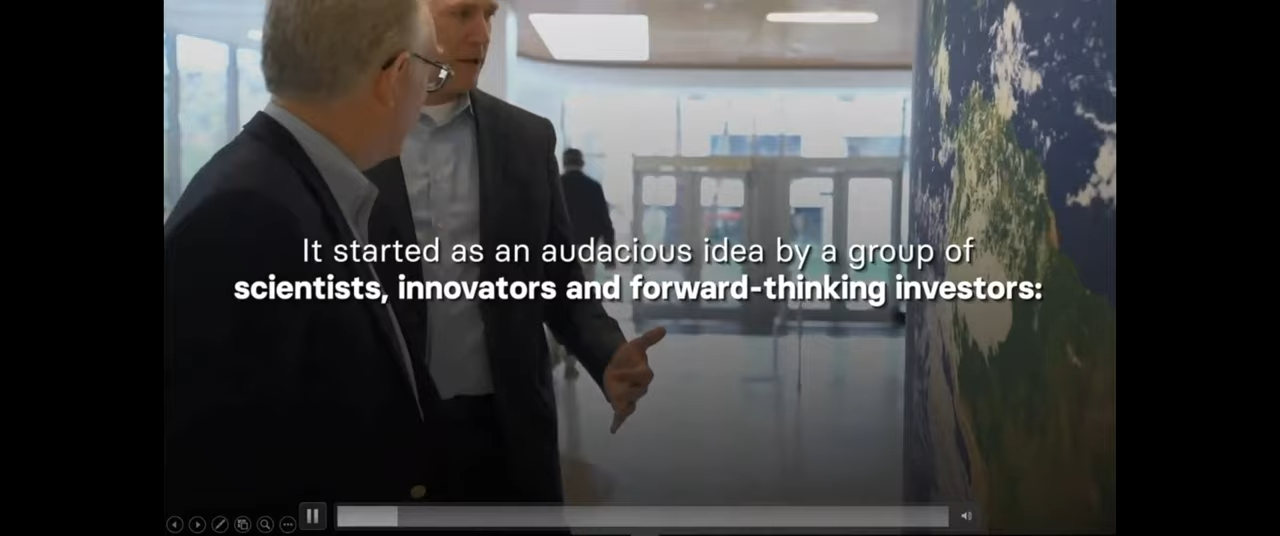 It started as an audacious idea by a group of
scientists, innovators and forward-thinking investors: